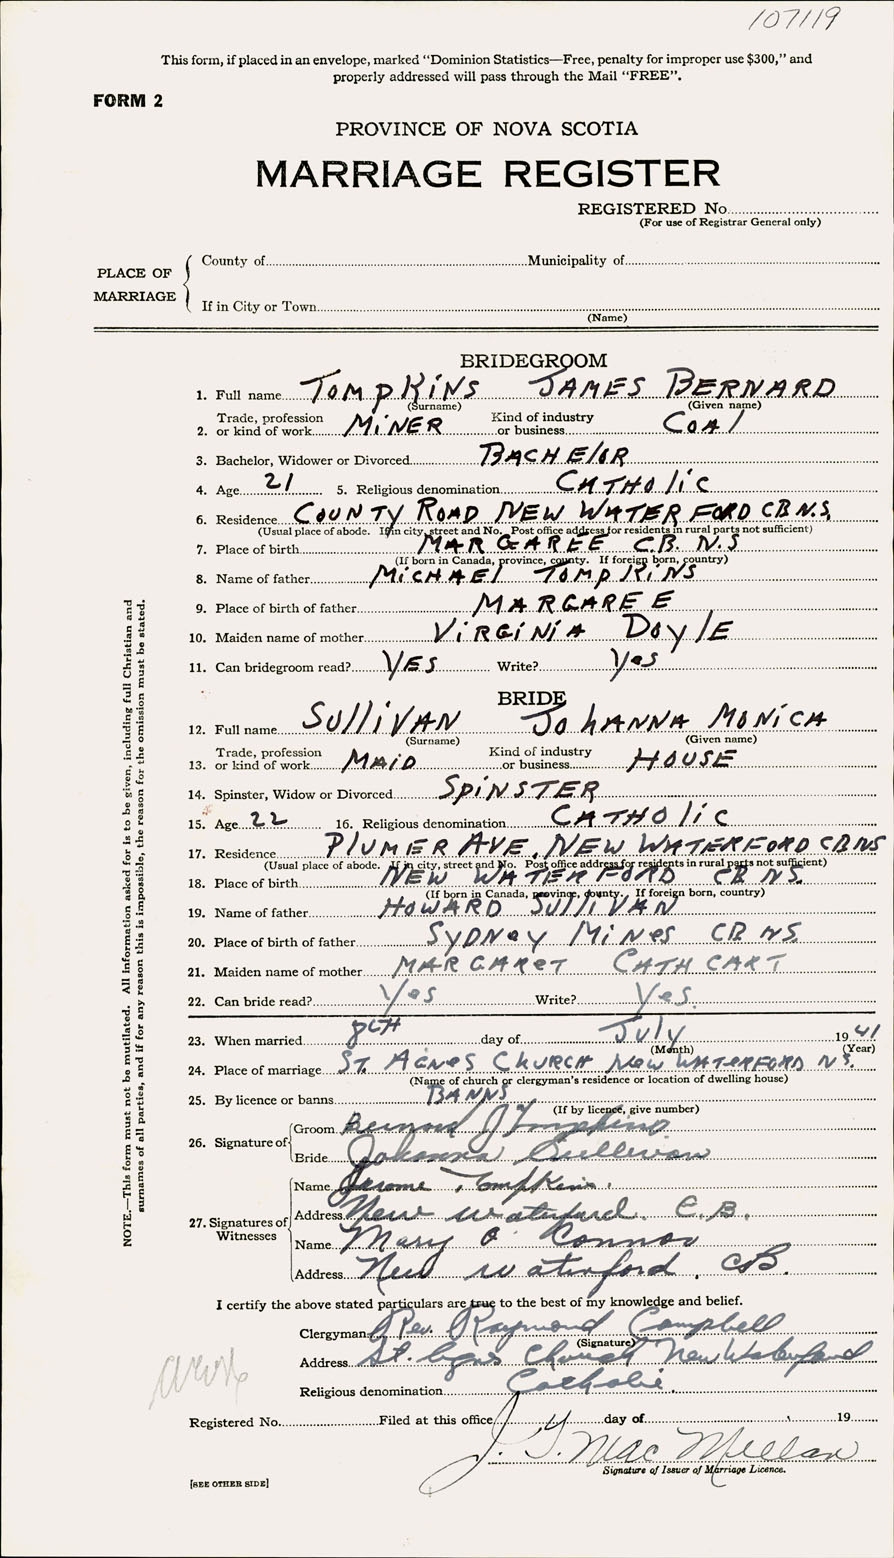 107119
This form, if placed in an envelope, marked "Dominion Statistics—Free, penalty for improper use $300," and
properly addressed will pass through the Mail "FREE".
FORM 2
PROVINCE OF NOVA SCOTIA
MARRIAGE REGISTER
REGISTERED No.
(For use of Registrar General only)
PLACE OF MARRIAGE
County of Municipality of
If in City or Town
(Name)
BRIDEGROOM
1. Full name TOMPKINS JAMES BERNARD
(Surname) (Given name)
2. Trade, profession or kind of work MINER Kind of industry or business COAl
3. Bachelor, Widower or Divorced BACHElOR
4. Age 21 5. Religious denomination CATHOlic
6. Residence COUNTY ROAD NEW WATERFORD CB N.S.
(Usual place of abode. If in city, street and No. Post office address for residents in rural parts not sufficient)
7. Place of birth MARGAREE C.B. N.S
(If born in Canada, province, county. If foreign born, country)
8. Name of father MICHAEl TOMPKINS
9. Place of birth of father MARGAREE
10. Maiden name of mother VIRGINIA DOYlE
11. Can bridegroom read? YES Write? Yes
BRIDE
12. Full name SUllIVAN JOhANNA MONICA
(Surname) (Given name)
13. Trade, profession or kind of work MAID Kind of industry or business HOUSE
14. Spinster, Widow or Divorced SPINSTER
15. Age 22 16. Religious denomination CATHOlic
17. Residence PlUMER AVE. NEW WATERFORD CB NS
(Usual place of abode. If in city, street and No. Post office address for residents in rural parts not sufficient)
18. Place of birth NEW WATERFORD CB NS.
(If born in Canada, province, county. If foreign born, country)
19. Name of father HOWARD SUllIVAN
20. Place of birth of father SYDNeY MINes CB NS.
21. Maiden name of mother MARGAReT CATHCART
22. Can bride read? Yes Write? Yes.
23. When married 8th day of July 1941
(Month) (Year)
24. Place of marriage ST. AGNES CHURCH NeW WATERFORD NS.
(Name of church or clergyman's residence or location of dwelling house)
25. By licence or banns BANNS
(If by licence, give number)
26. Signature of
Groom Bernard J Tompkins
Bride Johanna Sullivan
27. Signatures of Witnesses
Name Jerome Tompkins.
Address New waterford. C.B.
Name Mary O'Connor
Address New waterford, CB.
I certify the above stated particulars are true to the best of my knowledge and belief.
Clergyman Rev. Raymond Campbell
(Signature)
Address St. Agnes Church New Waterford
Religious denomination Catholic.
Registered No. Filed at this office day of 19
J. Y. MacMillan
Signature of Issuer of Marriage Licence.
[SEE OTHER SIDE]
NOTE.—This form must not be mutilated. All information asked for is to be given, including full Christian and
surnames of all parties, and if for any reason this is impossible, the reason for the omission must be stated.